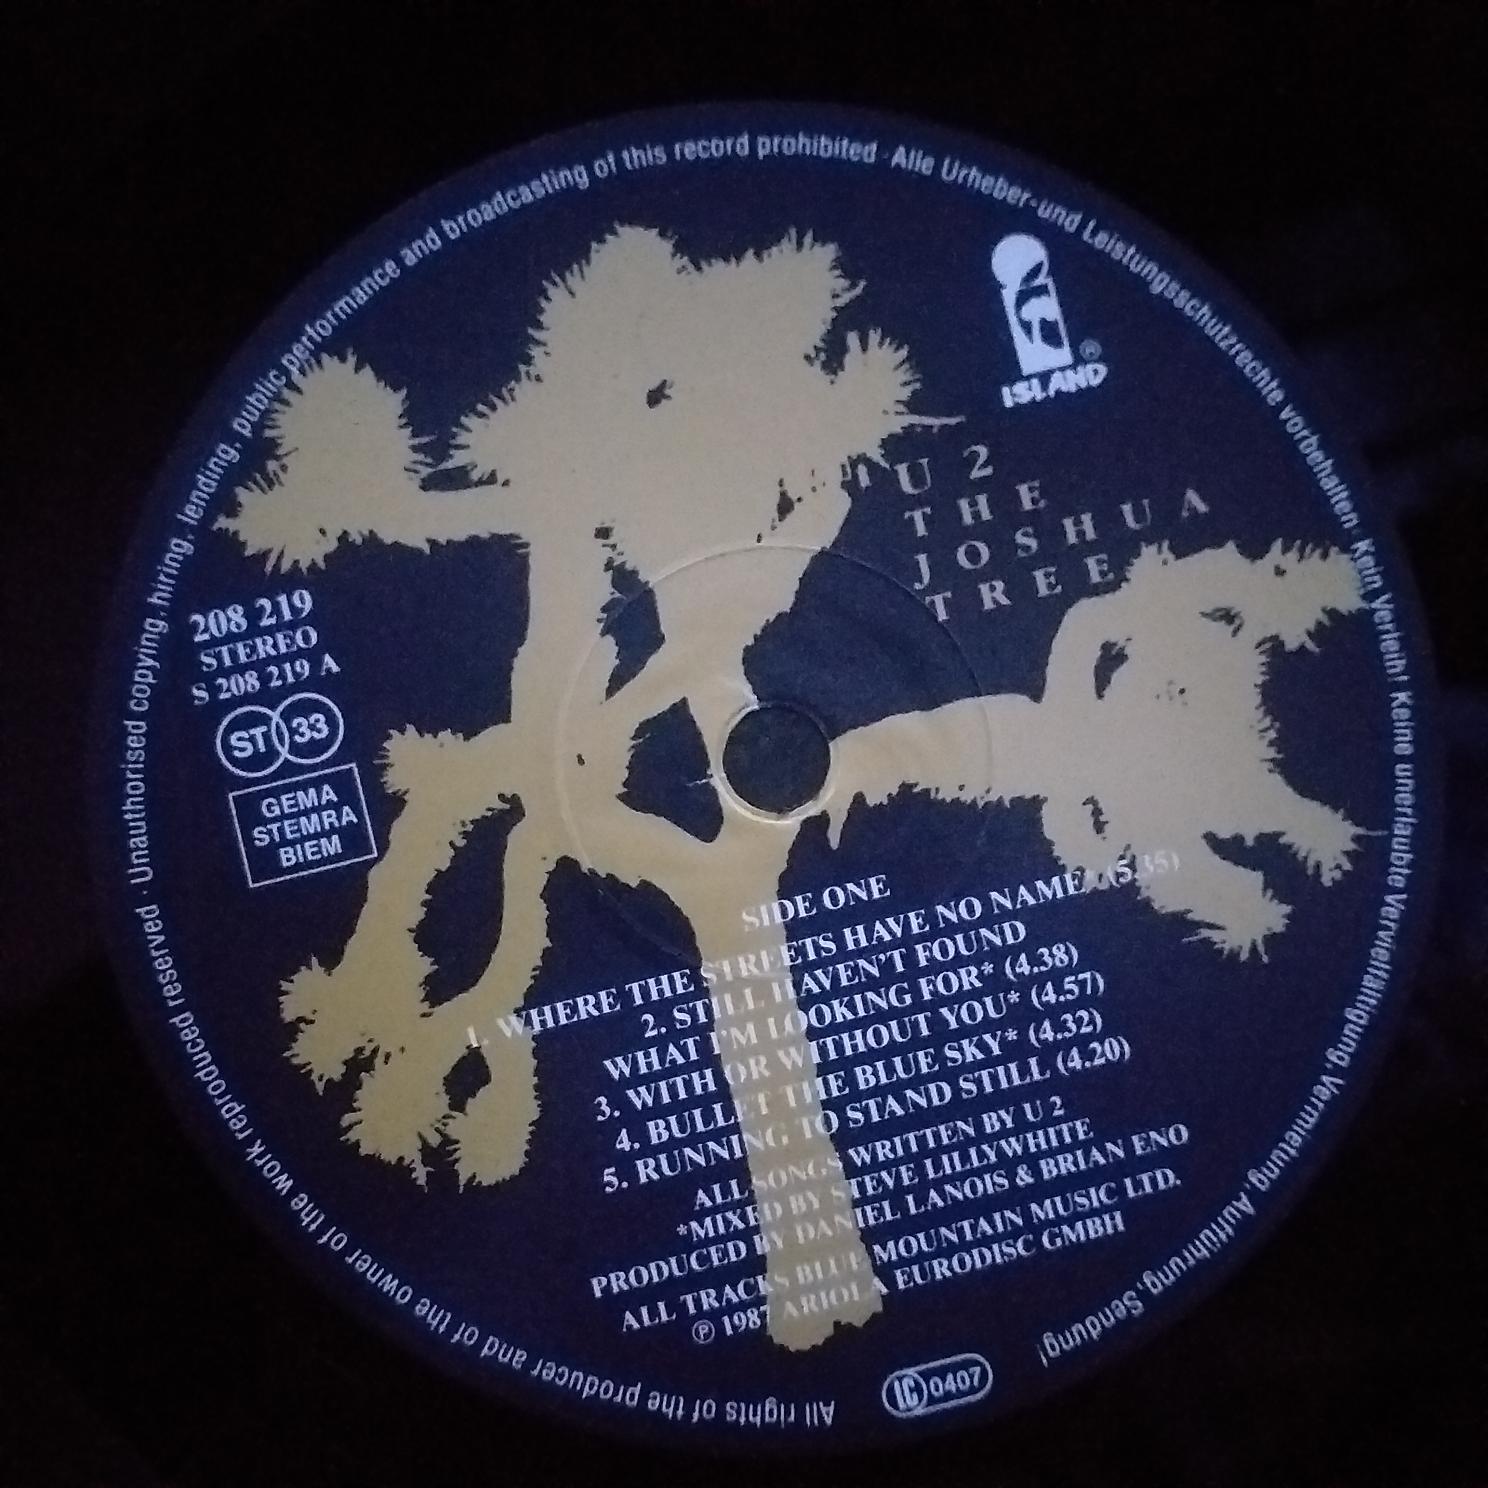 All rights of the producer and of the owner of the work reproduced reserved · Unauthorised copying, hiring, lending, public performance and broadcasting of this record prohibited · Alle Urheber- und Leistungsschutzrechte vorbehalten · Kein Verleih! Keine unerlaubte Vervielfältigung, Vermietung, Aufführung, Sendung!
ISLAND®
U 2
THE
JOSHUA
TREE
208 219
STEREO
S 208 219 A
ST 33
GEMA
STEMRA
BIEM
SIDE ONE
1. WHERE THE STREETS HAVE NO NAME (5.35)
2. STILL HAVEN'T FOUND
WHAT I'M LOOKING FOR* (4.38)
3. WITH OR WITHOUT YOU* (4.57)
4. BULLET THE BLUE SKY* (4.32)
5. RUNNING TO STAND STILL (4.20)
ALL SONGS WRITTEN BY U 2
*MIXED BY STEVE LILLYWHITE
PRODUCED BY DANIEL LANOIS & BRIAN ENO
ALL TRACKS BLUE MOUNTAIN MUSIC LTD.
℗ 1987 ARIOLA EURODISC GMBH
LC 0407